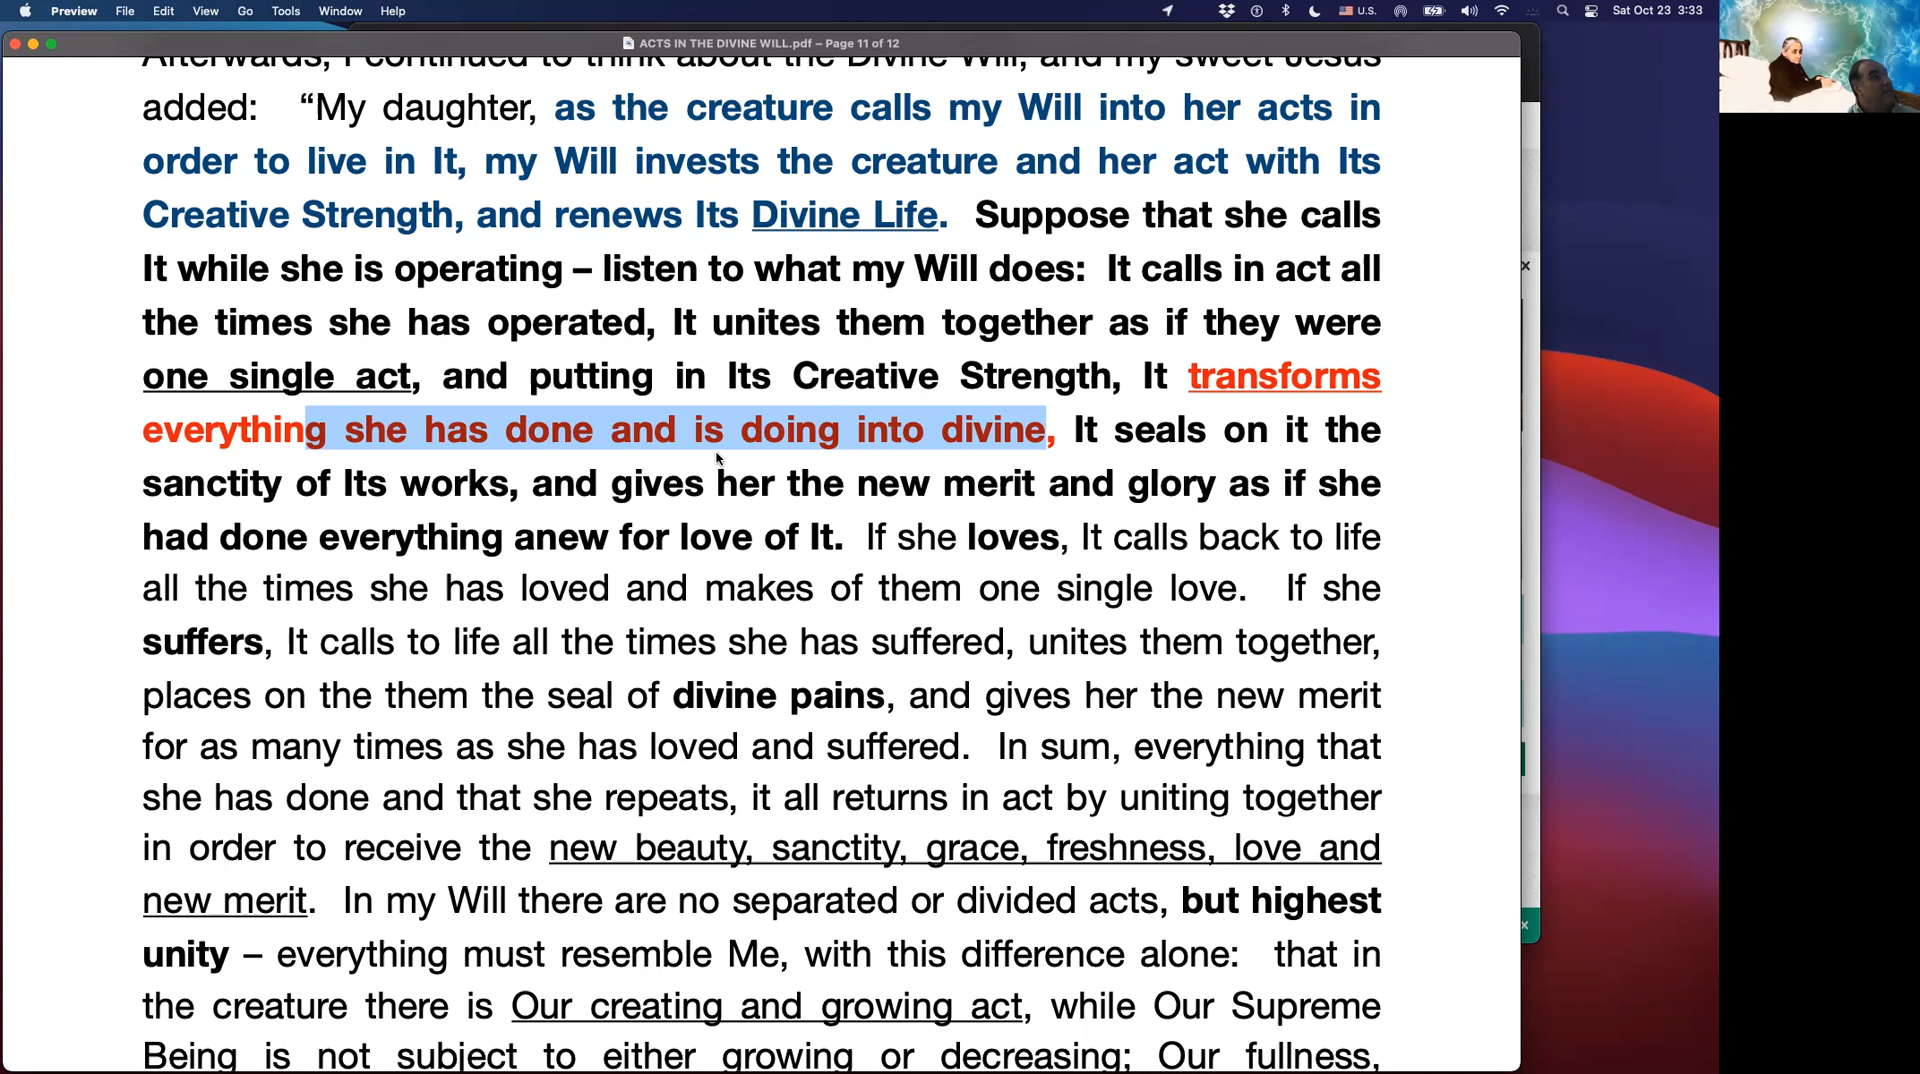 Preview File Edit View Go Tools Window Help U.S. Sat Oct 23 3:33
ACTS IN THE DIVINE WILL.pdf – Page 11 of 12
Afterwards, I continued to think about the Divine Will, and my sweet Jesus
added: “My daughter, as the creature calls my Will into her acts in
order to live in It, my Will invests the creature and her act with Its
Creative Strength, and renews Its Divine Life. Suppose that she calls
It while she is operating – listen to what my Will does: It calls in act all
the times she has operated, It unites them together as if they were
one single act, and putting in Its Creative Strength, It transforms
everything she has done and is doing into divine, It seals on it the
sanctity of Its works, and gives her the new merit and glory as if she
had done everything anew for love of It. If she loves, It calls back to life
all the times she has loved and makes of them one single love. If she
suffers, It calls to life all the times she has suffered, unites them together,
places on the them the seal of divine pains, and gives her the new merit
for as many times as she has loved and suffered. In sum, everything that
she has done and that she repeats, it all returns in act by uniting together
in order to receive the new beauty, sanctity, grace, freshness, love and
new merit. In my Will there are no separated or divided acts, but highest
unity – everything must resemble Me, with this difference alone: that in
the creature there is Our creating and growing act, while Our Supreme
Being is not subject to either growing or decreasing; Our fullness,